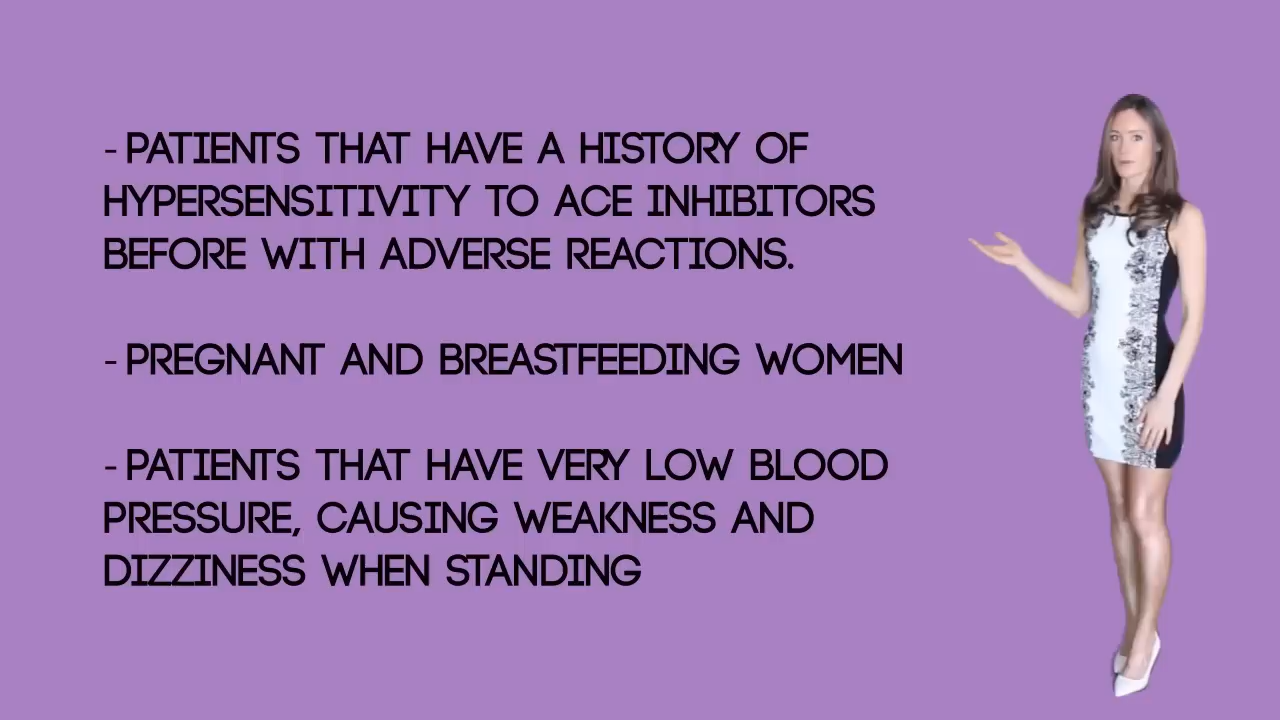 - PATIENTS THAT HAVE A HISTORY OF
HYPERSENSITIVITY TO ACE INHIBITORS
BEFORE WITH ADVERSE REACTIONS.
- PREGNANT AND BREASTFEEDING WOMEN
- PATIENTS THAT HAVE VERY LOW BLOOD
PRESSURE, CAUSING WEAKNESS AND
DIZZINESS WHEN STANDING